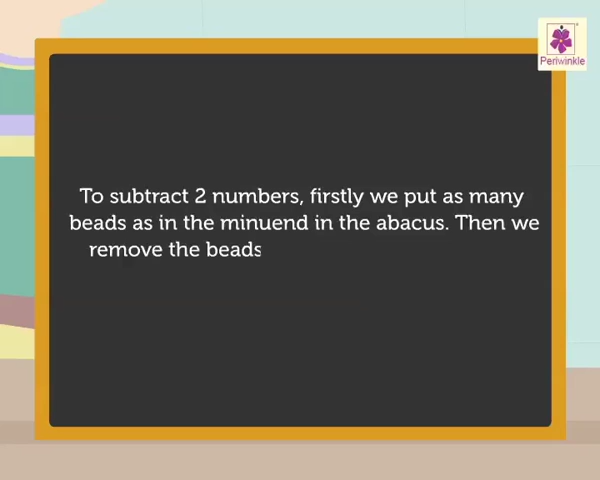 Periwinkle
To subtract 2 numbers, firstly we put as many
beads as in the minuend in the abacus. Then we
remove the beads